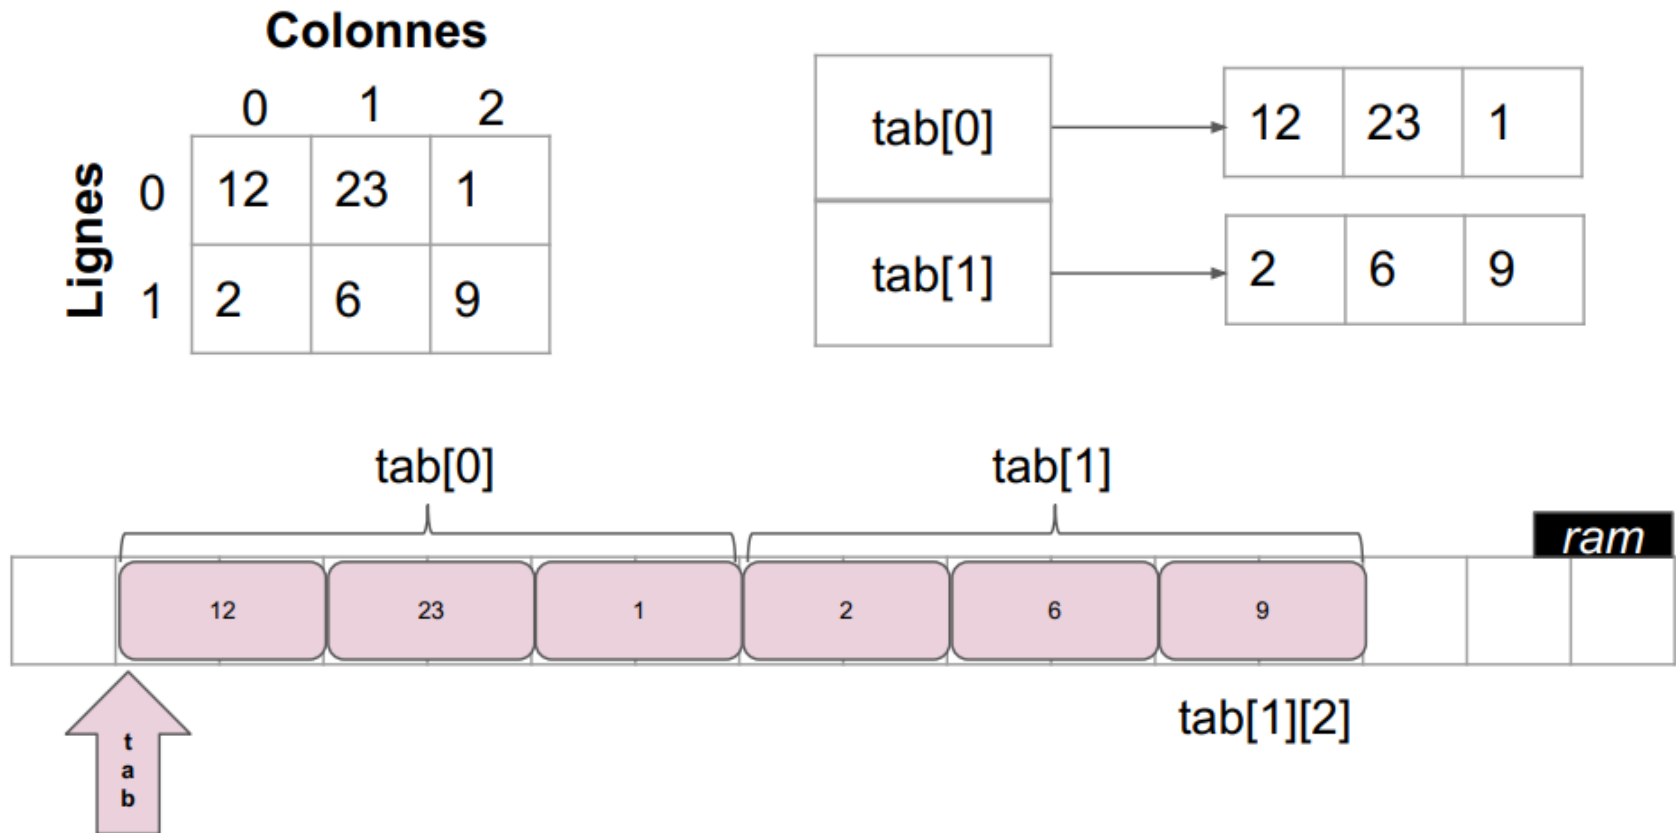 Colonnes
0 1 2
Lignes
0 12 23 1
1 2 6 9
tab[0] 12 23 1
tab[1] 2 6 9
tab[0] tab[1]
ram
12 23 1 2 6 9
tab[1][2]
tab